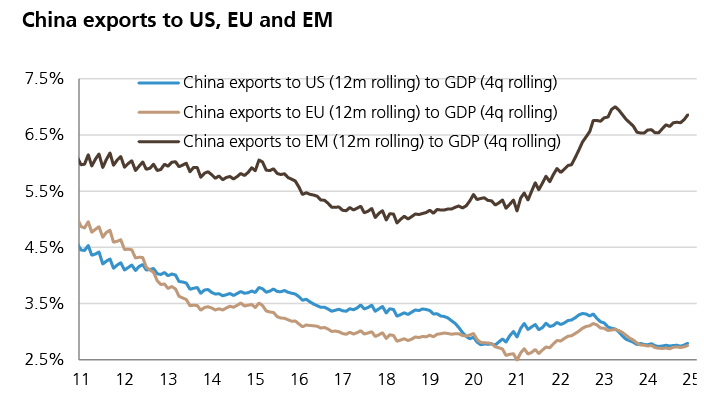 China exports to US, EU and EM
7.5%
China exports to US (12m rolling) to GDP (4q rolling)
China exports to EU (12m rolling) to GDP (4q rolling)
6.5%
China exports to EM (12m rolling) to GDP (4q rolling)
5.5%
4.5%
3.5%
2.5%
11 12 13 14 15 16 17 18 19 20 21 22 23 24 25